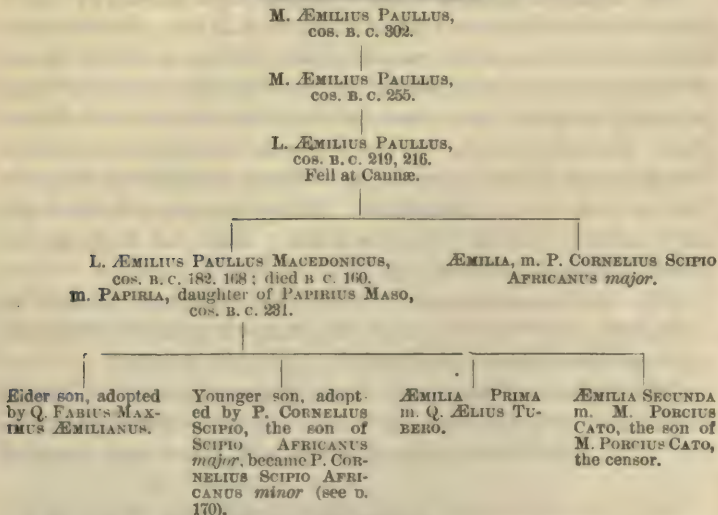 M. ÆMILIUS PAULLUS,
cos. B. C. 302.
M. ÆMILIUS PAULLUS,
cos. B. C. 255.
L. ÆMILIUS PAULLUS,
cos. B. C. 219, 216.
Fell at Cannæ.
L. ÆMILIUS PAULLUS MACEDONICUS,
cos. B. C. 182. 168 ; died B C. 160.
m. PAPIRIA, daughter of PAPIRIUS MASO,
cos. B. C. 231.
ÆMILIA, m. P. CORNELIUS SCIPIO
AFRICANUS major.
Elder son, adopted
by Q. FABIUS MAX-
IMUS ÆMILIANUS.
Younger son, adopt-
ed by P. CORNELIUS
SCIPIO, the son of
SCIPIO AFRICANUS
major, became P. COR-
NELIUS SCIPIO AFRI-
CANUS minor (see p.
170).
ÆMILIA PRIMA
m. Q. ÆLIUS TU-
BERO.
ÆMILIA SECUNDA
m. M. PORCIUS
CATO, the son of
M. PORCIUS CATO,
the censor.